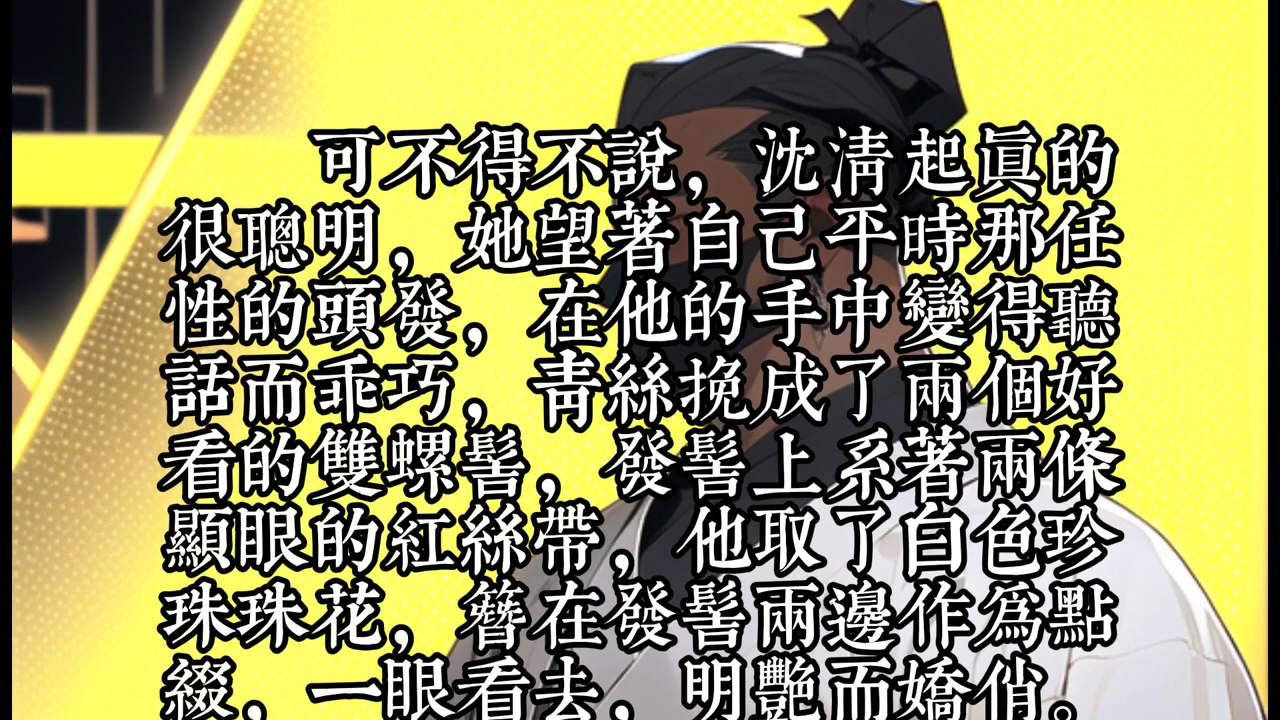 可不得不說，沈淸起眞的
很聰明，她望著自己平時那任
性的頭發，在他的手中變得聽
話而乖巧，靑絲挽成了兩個好
看的雙螺髻，發髻上系著兩條
顯眼的紅絲帶，他取了白色珍
珠珠花，簪在發髻兩邊作爲點
綴，一眼看去，明艷而嬌俏。